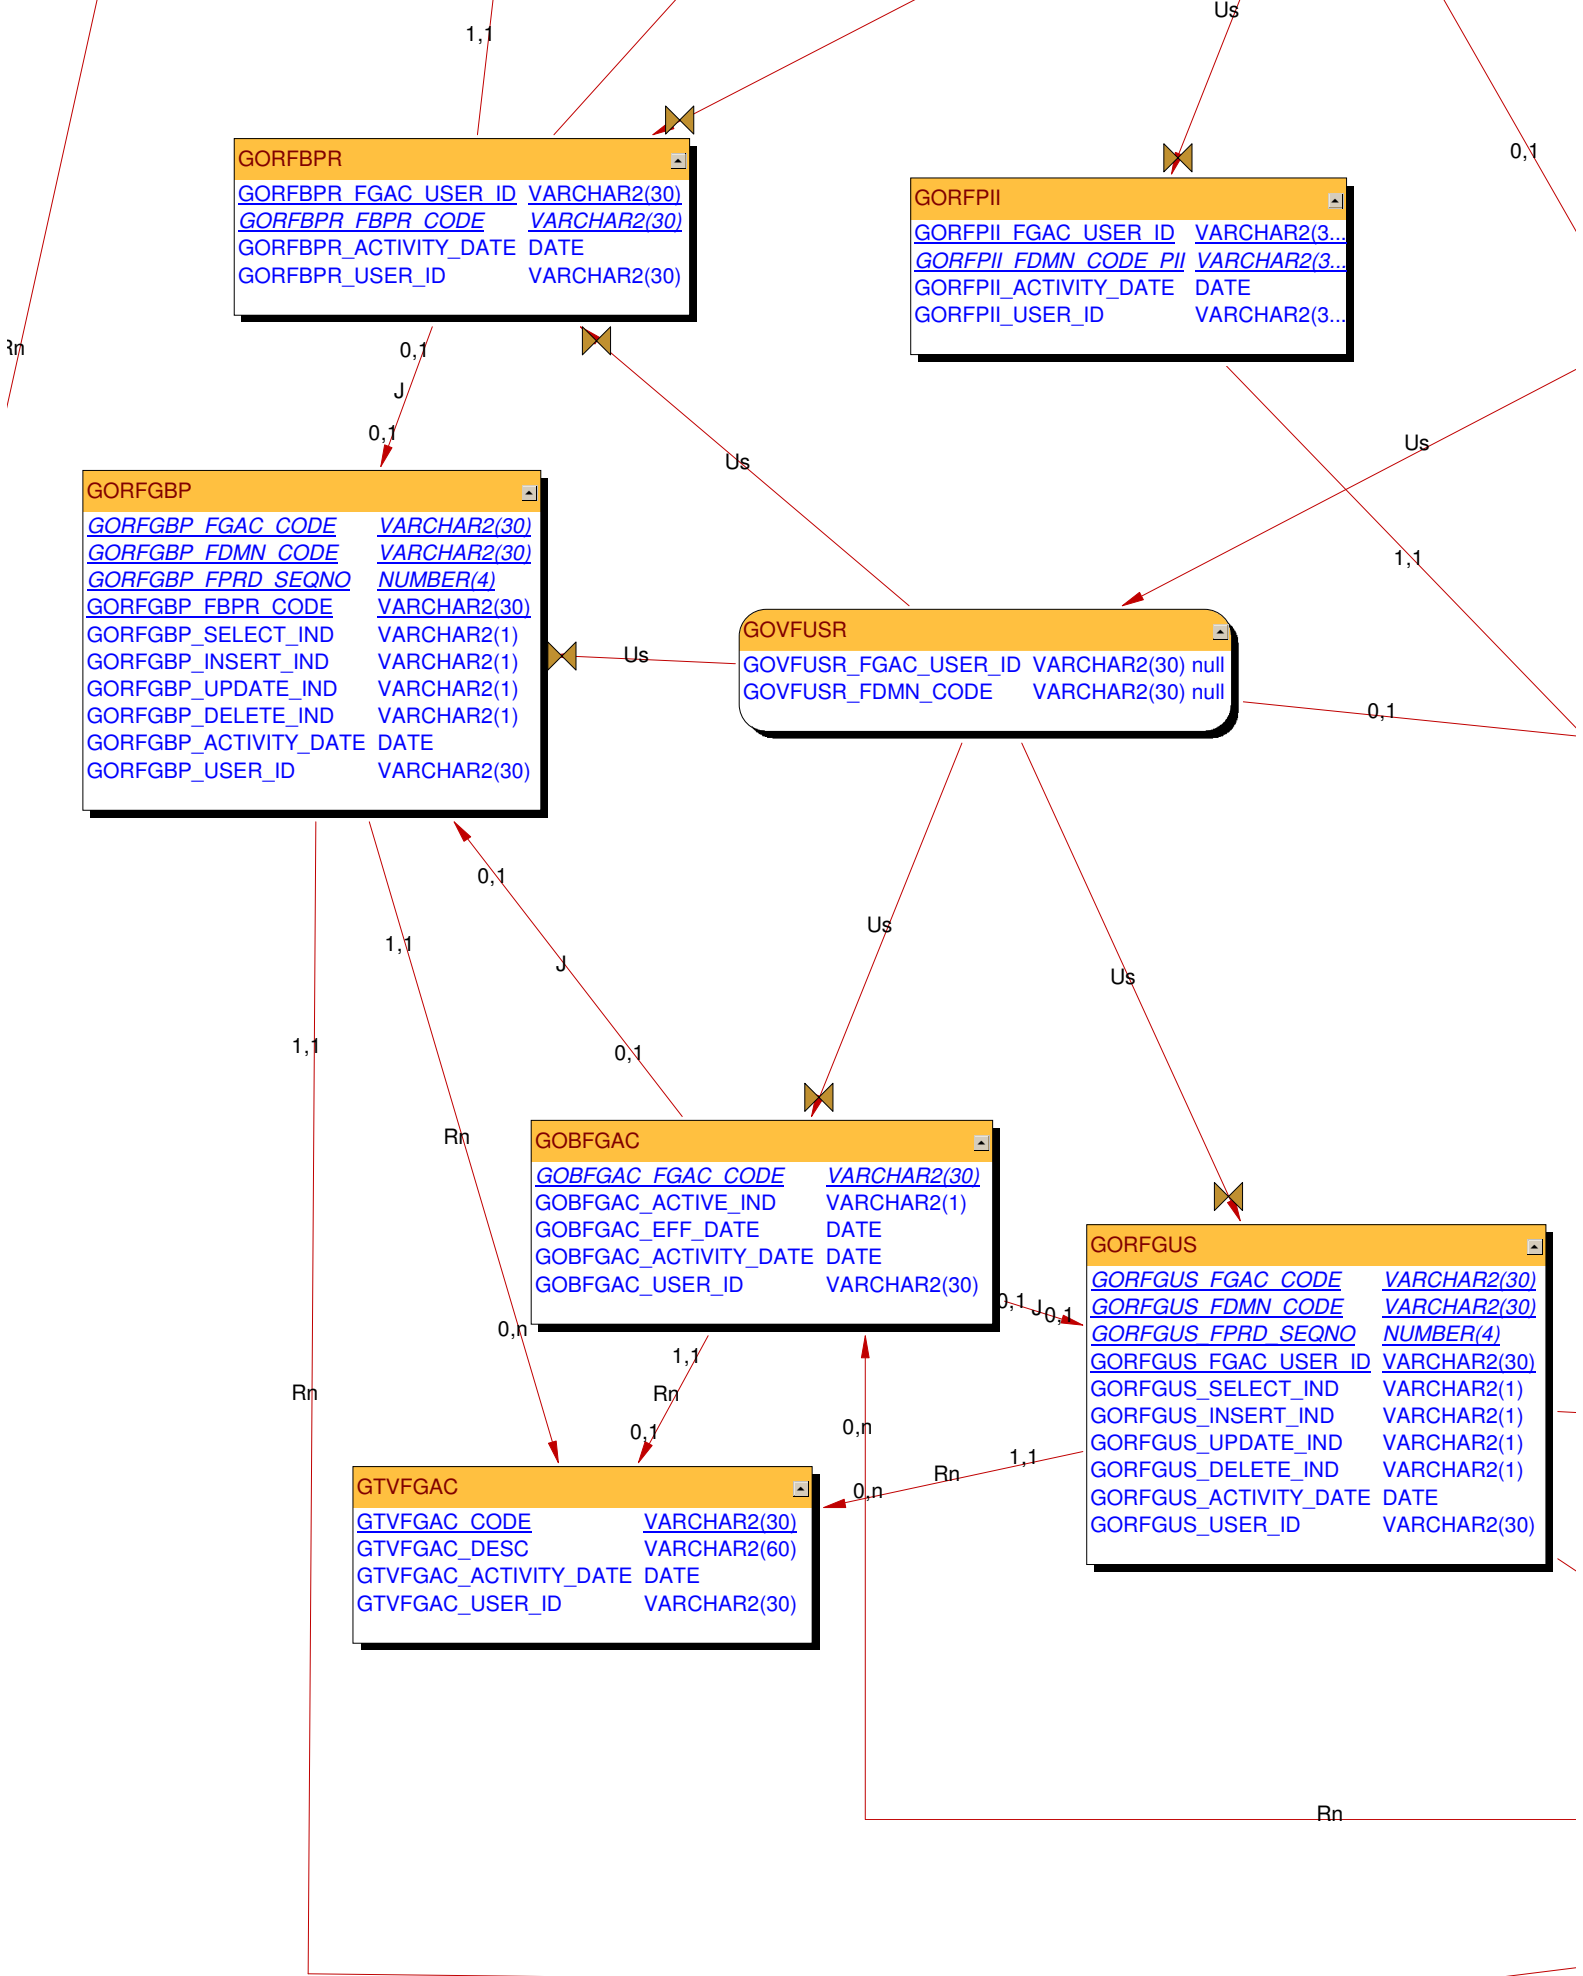 Us
1,1
0,1
GORFBPR
GORFBPR_FGAC_USER_ID VARCHAR2(30)
GORFBPR_FBPR_CODE VARCHAR2(30)
GORFBPR_ACTIVITY_DATE DATE
GORFBPR_USER_ID VARCHAR2(30)
GORFPII
GORFPII_FGAC_USER_ID VARCHAR2(3...
GORFPII_FDMN_CODE_PII VARCHAR2(3...
GORFPII_ACTIVITY_DATE DATE
GORFPII_USER_ID VARCHAR2(3...
Rn
0,1
J
0,1
Us
Us
1,1
GORFGBP
GORFGBP_FGAC_CODE VARCHAR2(30)
GORFGBP_FDMN_CODE VARCHAR2(30)
GORFGBP_FPRD_SEQNO NUMBER(4)
GORFGBP_FBPR_CODE VARCHAR2(30)
GORFGBP_SELECT_IND VARCHAR2(1)
GORFGBP_INSERT_IND VARCHAR2(1)
GORFGBP_UPDATE_IND VARCHAR2(1)
GORFGBP_DELETE_IND VARCHAR2(1)
GORFGBP_ACTIVITY_DATE DATE
GORFGBP_USER_ID VARCHAR2(30)
Us
GOVFUSR
GOVFUSR_FGAC_USER_ID VARCHAR2(30) null
GOVFUSR_FDMN_CODE VARCHAR2(30) null
0,1
0,1
1,1
J
Us
Us
1,1
0,1
Rn
GOBFGAC
GOBFGAC_FGAC_CODE VARCHAR2(30)
GOBFGAC_ACTIVE_IND VARCHAR2(1)
GOBFGAC_EFF_DATE DATE
GOBFGAC_ACTIVITY_DATE DATE
GOBFGAC_USER_ID VARCHAR2(30)
0,1 J 0,1
GORFGUS
GORFGUS_FGAC_CODE VARCHAR2(30)
GORFGUS_FDMN_CODE VARCHAR2(30)
GORFGUS_FPRD_SEQNO NUMBER(4)
GORFGUS_FGAC_USER_ID VARCHAR2(30)
GORFGUS_SELECT_IND VARCHAR2(1)
GORFGUS_INSERT_IND VARCHAR2(1)
GORFGUS_UPDATE_IND VARCHAR2(1)
GORFGUS_DELETE_IND VARCHAR2(1)
GORFGUS_ACTIVITY_DATE DATE
GORFGUS_USER_ID VARCHAR2(30)
0,n
1,1
Rn
Rn
0,1
0,n
1,1
Rn
0,n
GTVFGAC
GTVFGAC_CODE VARCHAR2(30)
GTVFGAC_DESC VARCHAR2(60)
GTVFGAC_ACTIVITY_DATE DATE
GTVFGAC_USER_ID VARCHAR2(30)
Rn